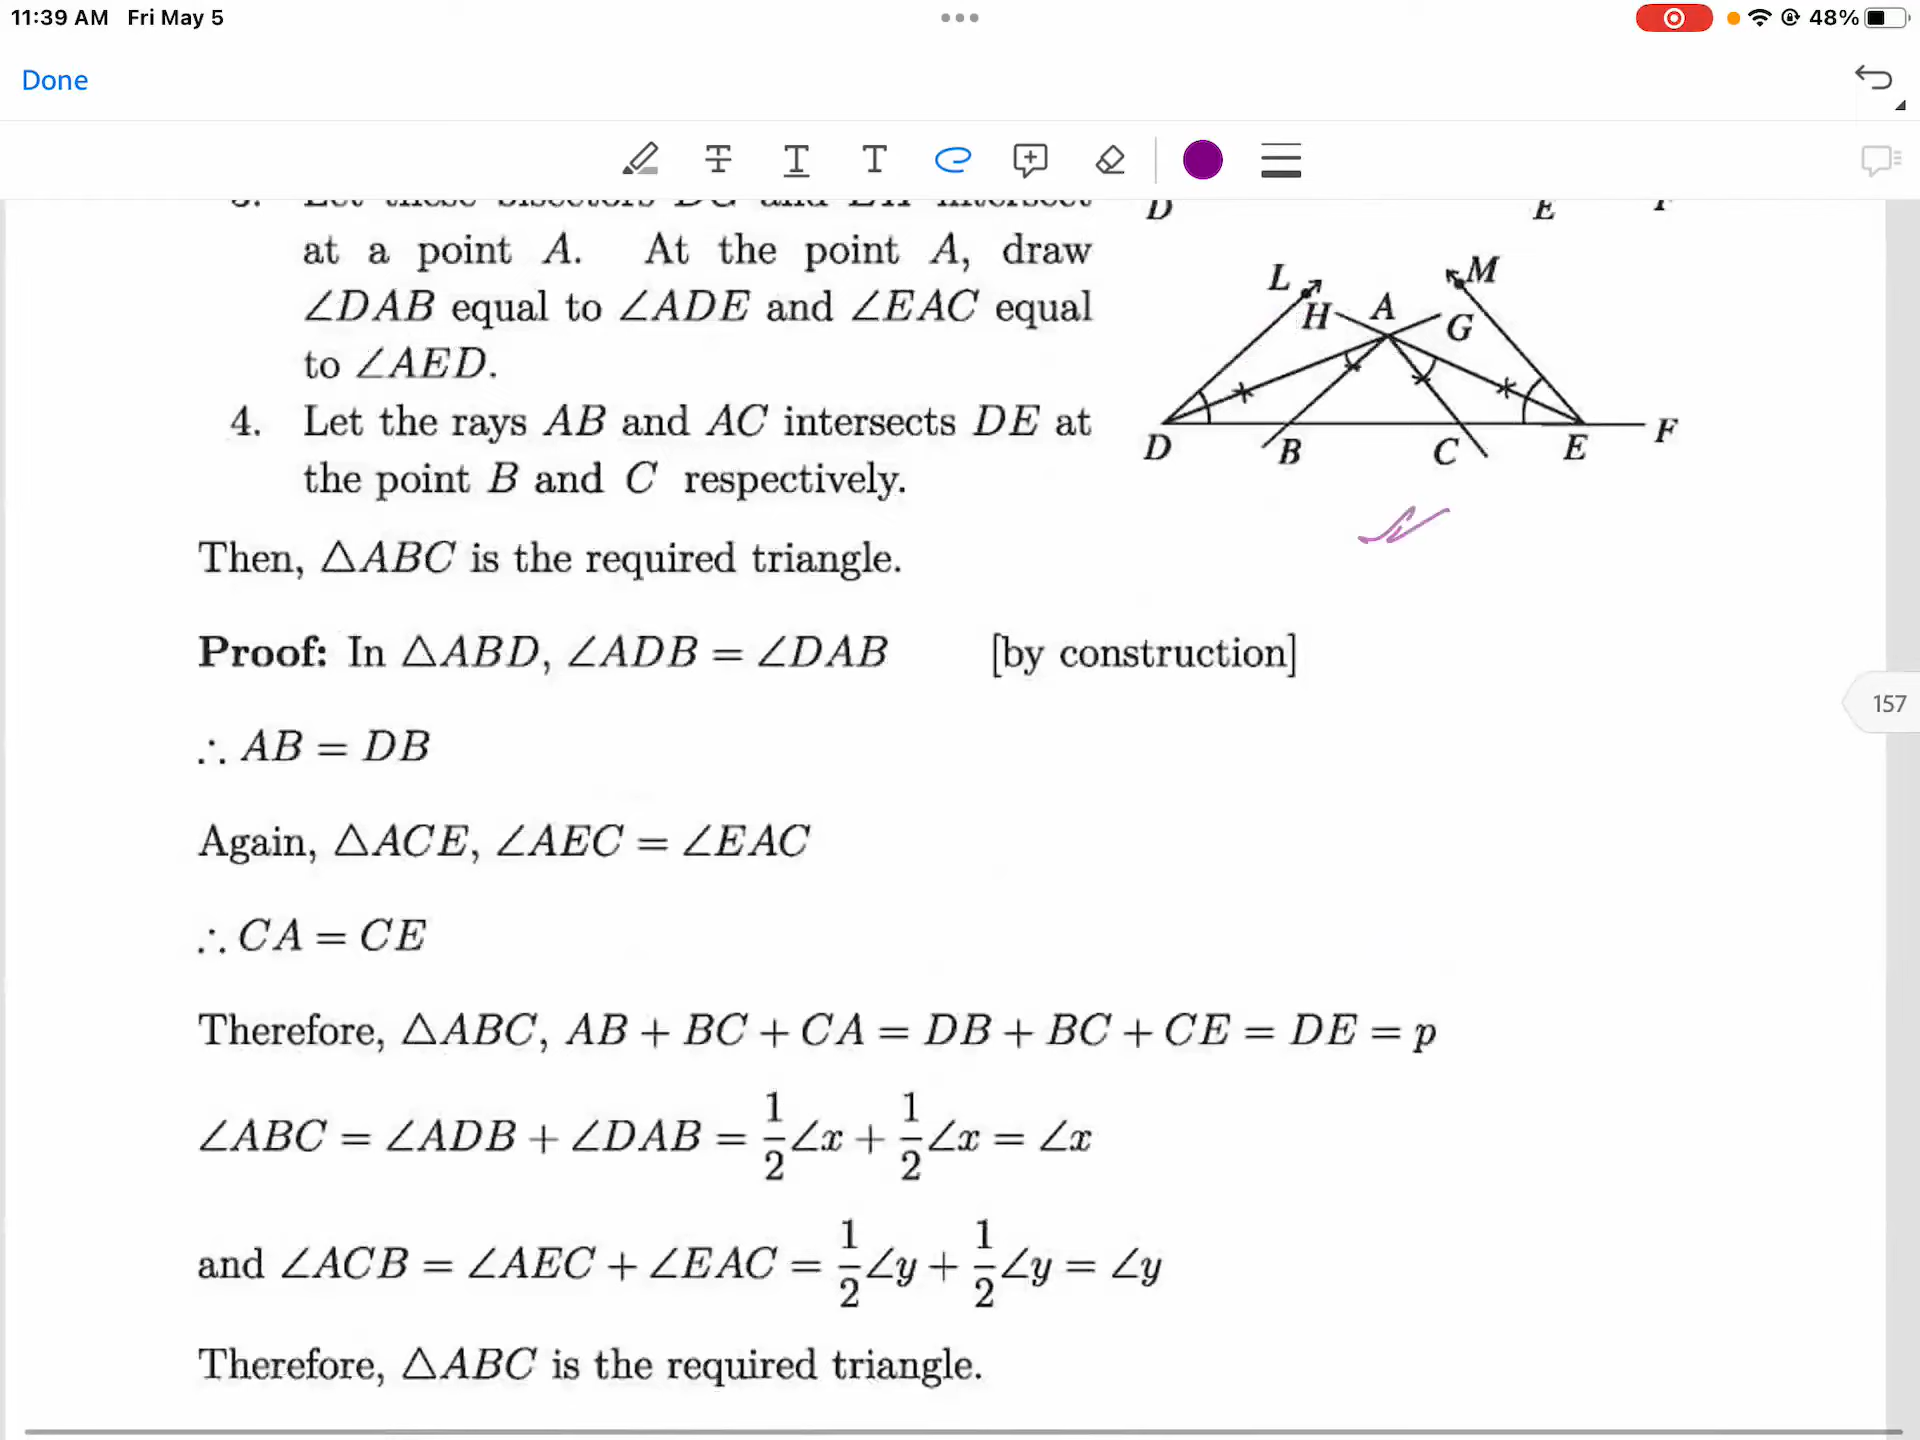 11:39 AM Fri May 5
48%
Done
D E F
at a point A. At the point A, draw
∠DAB equal to ∠ADE and ∠EAC equal
to ∠AED.
4. Let the rays AB and AC intersects DE at
the point B and C respectively.
L M
H A G
D B C E F
Then, △ABC is the required triangle.
Proof: In △ABD, ∠ADB = ∠DAB [by construction]
∴ AB = DB
157
Again, △ACE, ∠AEC = ∠EAC
∴ CA = CE
Therefore, △ABC, AB + BC + CA = DB + BC + CE = DE = p
∠ABC = ∠ADB + ∠DAB = 1/2∠x + 1/2∠x = ∠x
and ∠ACB = ∠AEC + ∠EAC = 1/2∠y + 1/2∠y = ∠y
Therefore, △ABC is the required triangle.